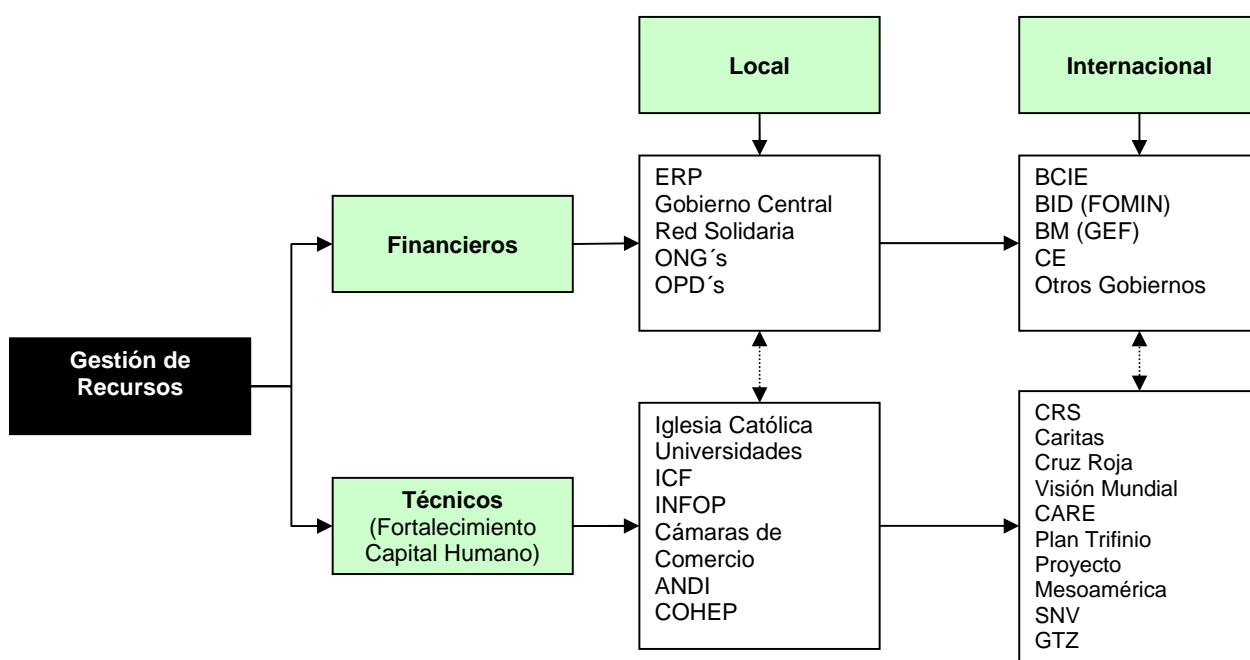 Local
Internacional
ERP
Gobierno Central
Red Solidaria
ONG´s
OPD´s
BCIE
BID (FOMIN)
BM (GEF)
CE
Otros Gobiernos
Financieros
Gestión de
Recursos
Técnicos
(Fortalecimiento
Capital Humano)
Iglesia Católica
Universidades
ICF
INFOP
Cámaras de
Comercio
ANDI
COHEP
CRS
Caritas
Cruz Roja
Visión Mundial
CARE
Plan Trifinio
Proyecto
Mesoamérica
SNV
GTZ